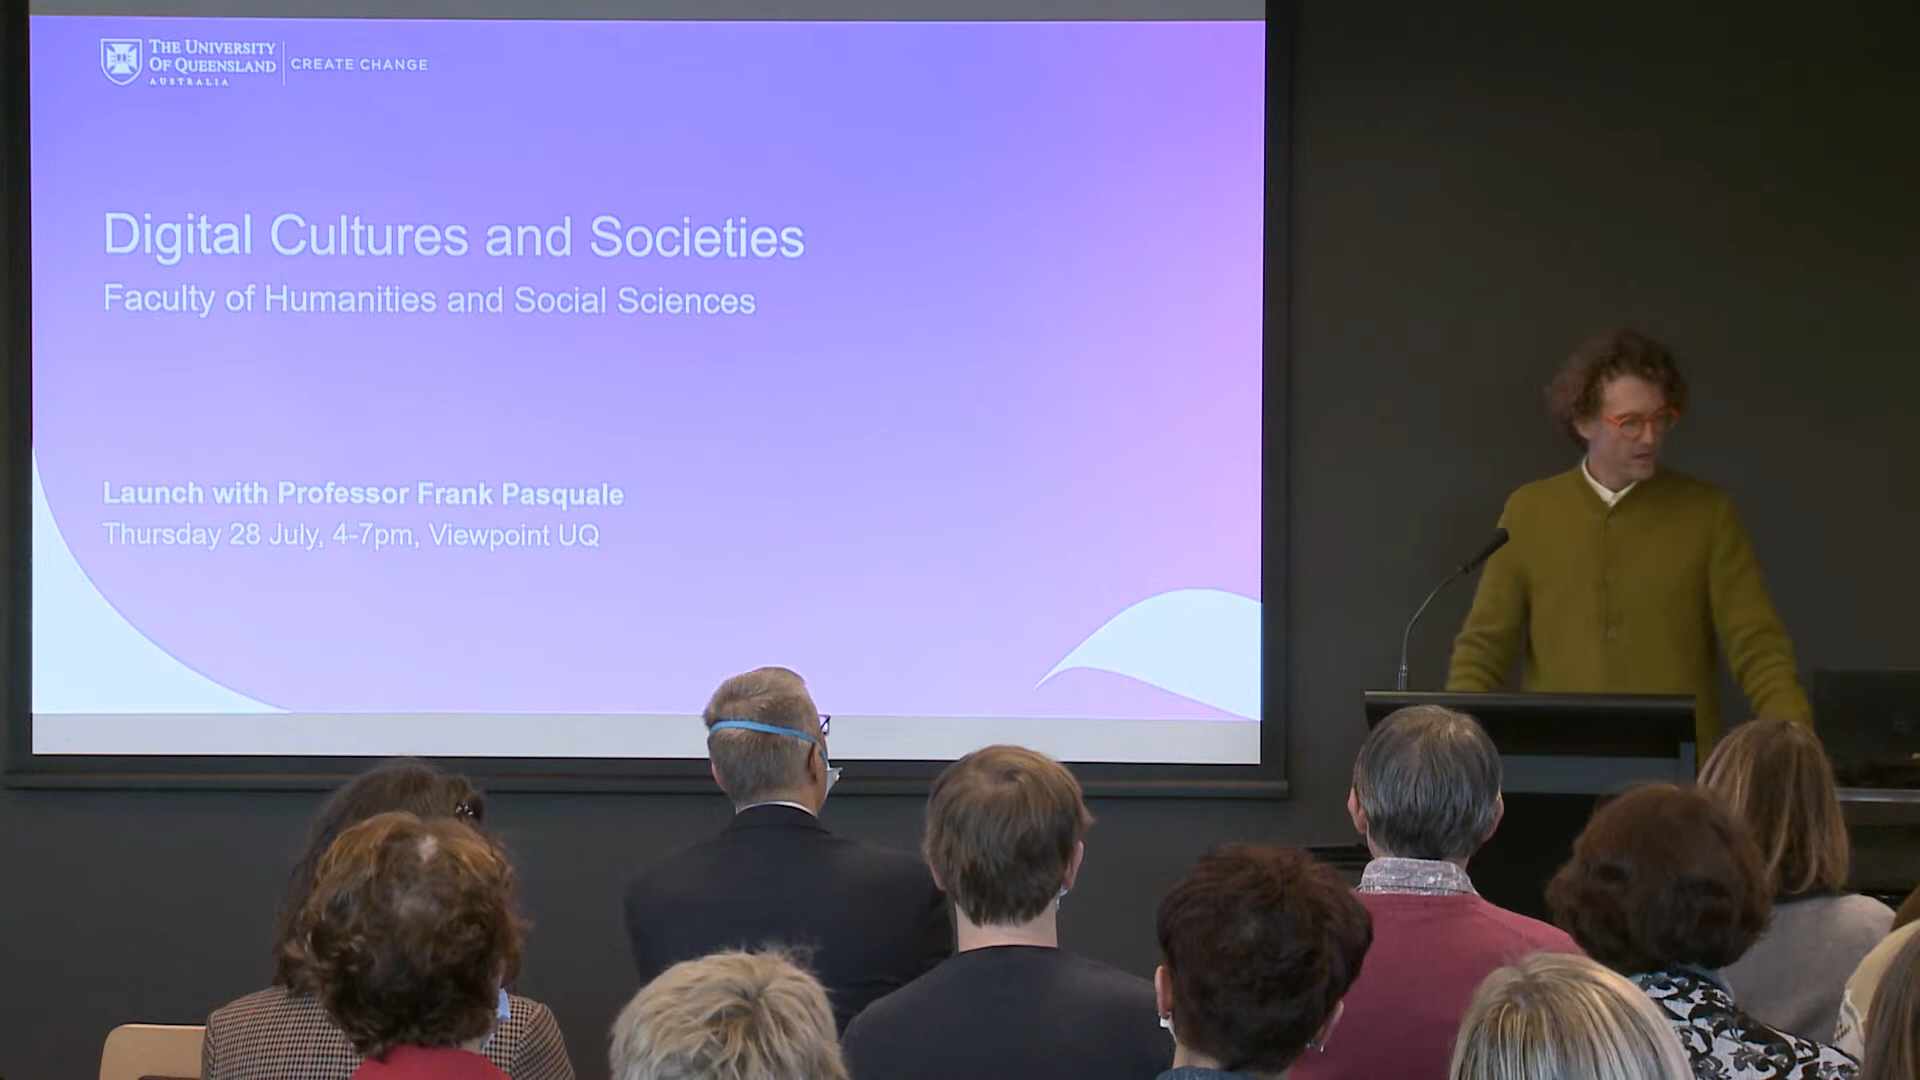 THE UNIVERSITY
OF QUEENSLAND
AUSTRALIA
CREATE CHANGE
Digital Cultures and Societies
Faculty of Humanities and Social Sciences
Launch with Professor Frank Pasquale
Thursday 28 July, 4-7pm, Viewpoint UQ